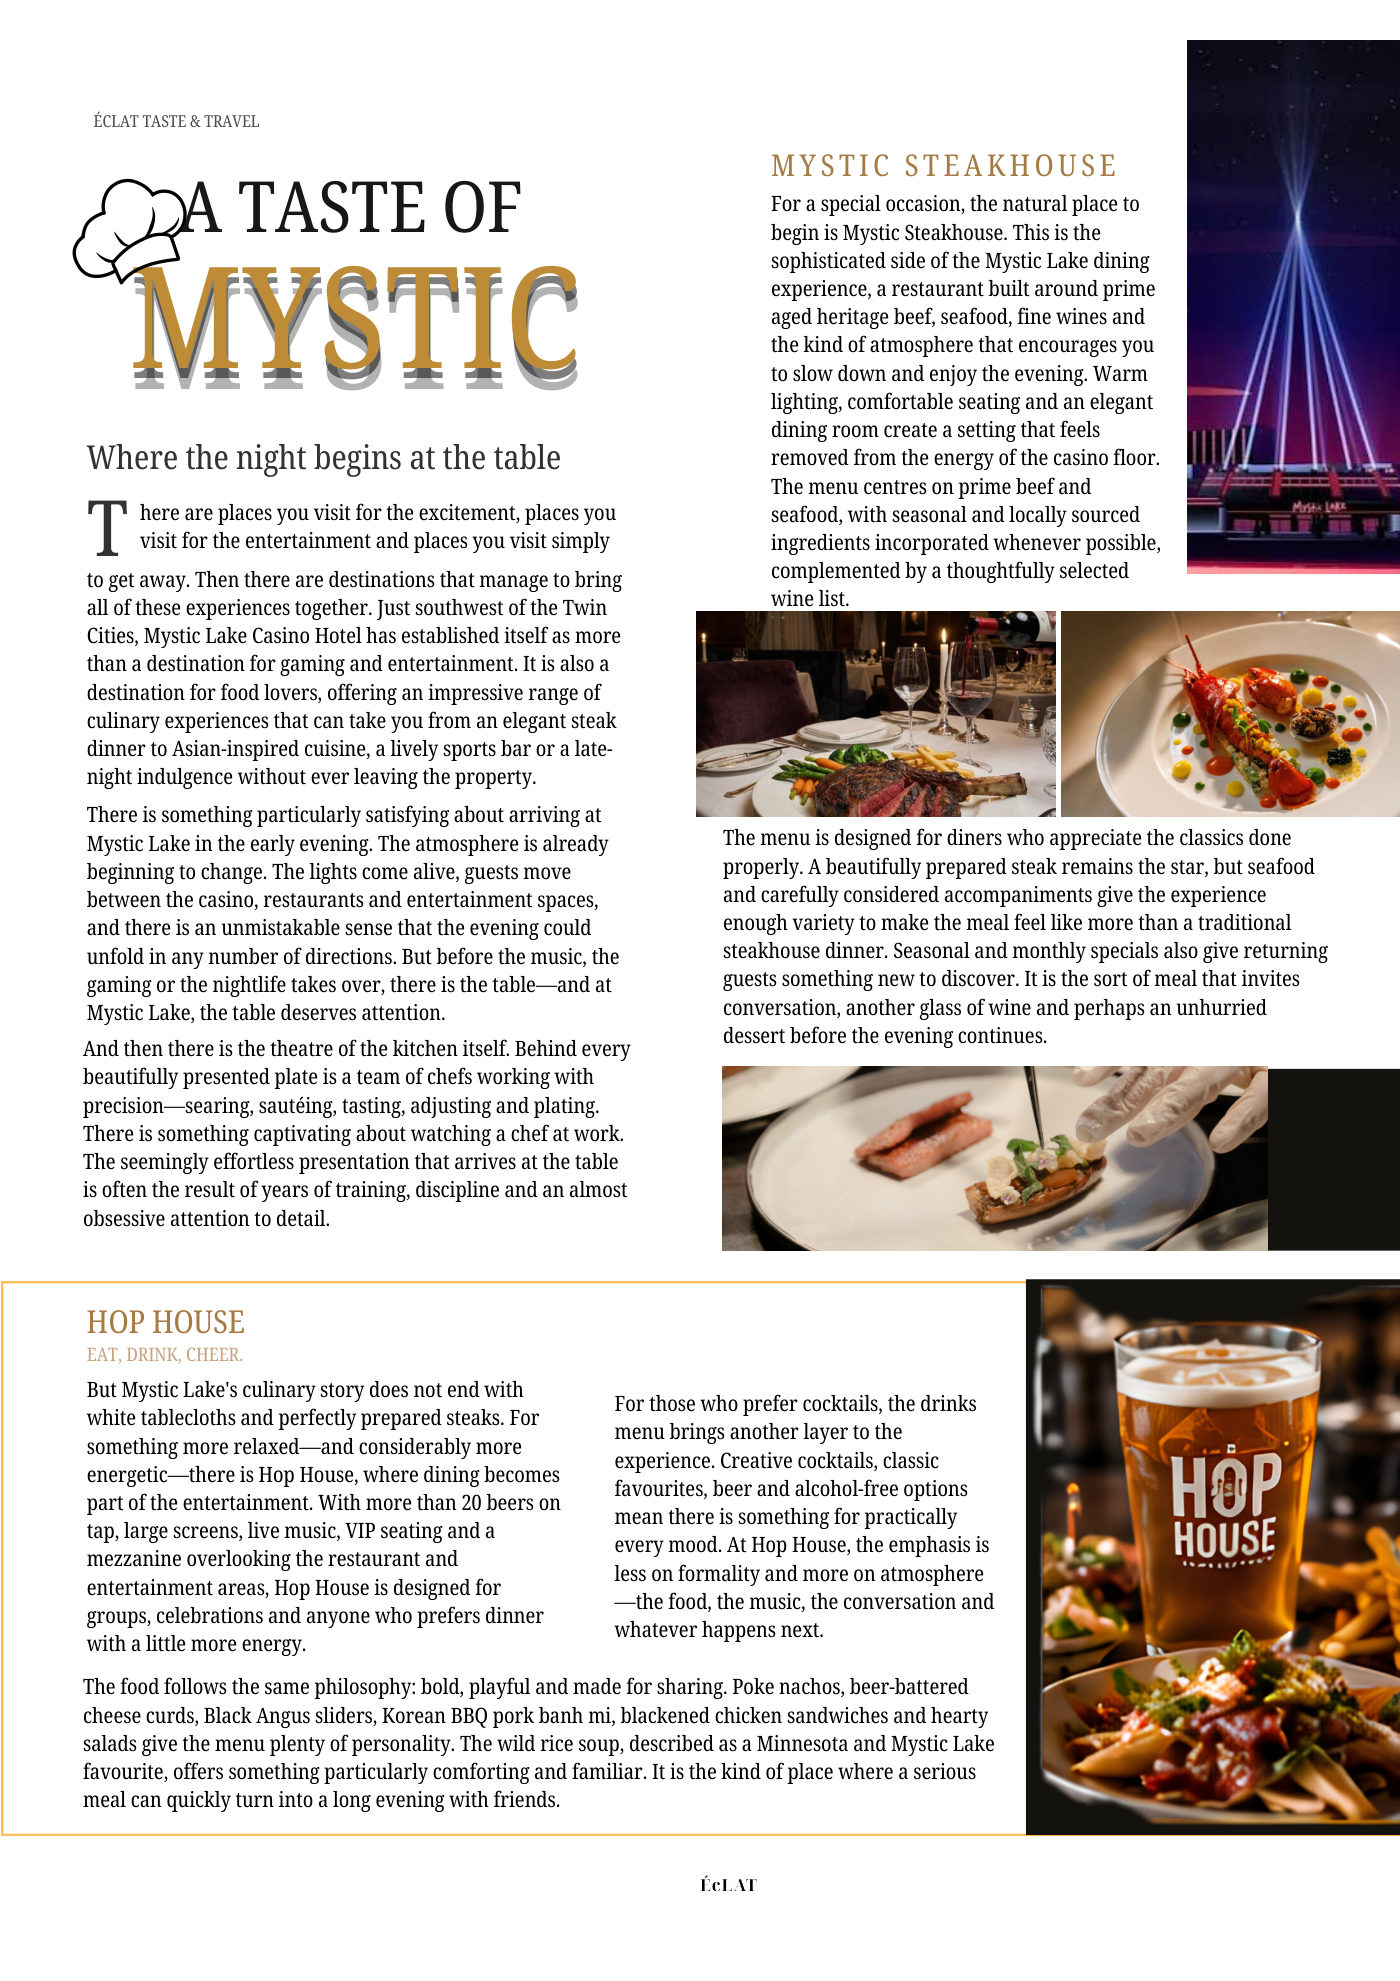 ÉCLAT TASTE & TRAVEL
A TASTE OF
MYSTIC
Where the night begins at the table
There are places you visit for the excitement, places you
visit for the entertainment and places you visit simply
to get away. Then there are destinations that manage to bring
all of these experiences together. Just southwest of the Twin
Cities, Mystic Lake Casino Hotel has established itself as more
than a destination for gaming and entertainment. It is also a
destination for food lovers, offering an impressive range of
culinary experiences that can take you from an elegant steak
dinner to Asian-inspired cuisine, a lively sports bar or a late-
night indulgence without ever leaving the property.
There is something particularly satisfying about arriving at
Mystic Lake in the early evening. The atmosphere is already
beginning to change. The lights come alive, guests move
between the casino, restaurants and entertainment spaces,
and there is an unmistakable sense that the evening could
unfold in any number of directions. But before the music, the
gaming or the nightlife takes over, there is the table—and at
Mystic Lake, the table deserves attention.
And then there is the theatre of the kitchen itself. Behind every
beautifully presented plate is a team of chefs working with
precision—searing, sautéing, tasting, adjusting and plating.
There is something captivating about watching a chef at work.
The seemingly effortless presentation that arrives at the table
is often the result of years of training, discipline and an almost
obsessive attention to detail.
MYSTIC STEAKHOUSE
For a special occasion, the natural place to
begin is Mystic Steakhouse. This is the
sophisticated side of the Mystic Lake dining
experience, a restaurant built around prime
aged heritage beef, seafood, fine wines and
the kind of atmosphere that encourages you
to slow down and enjoy the evening. Warm
lighting, comfortable seating and an elegant
dining room create a setting that feels
removed from the energy of the casino floor.
The menu centres on prime beef and
seafood, with seasonal and locally sourced
ingredients incorporated whenever possible,
complemented by a thoughtfully selected
wine list.
Mystic Lake
The menu is designed for diners who appreciate the classics done
properly. A beautifully prepared steak remains the star, but seafood
and carefully considered accompaniments give the experience
enough variety to make the meal feel like more than a traditional
steakhouse dinner. Seasonal and monthly specials also give returning
guests something new to discover. It is the sort of meal that invites
conversation, another glass of wine and perhaps an unhurried
dessert before the evening continues.
HOP HOUSE
EAT, DRINK, CHEER.
But Mystic Lake's culinary story does not end with
white tablecloths and perfectly prepared steaks. For
something more relaxed—and considerably more
energetic—there is Hop House, where dining becomes
part of the entertainment. With more than 20 beers on
tap, large screens, live music, VIP seating and a
mezzanine overlooking the restaurant and
entertainment areas, Hop House is designed for
groups, celebrations and anyone who prefers dinner
with a little more energy.
For those who prefer cocktails, the drinks
menu brings another layer to the
experience. Creative cocktails, classic
favourites, beer and alcohol-free options
mean there is something for practically
every mood. At Hop House, the emphasis is
less on formality and more on atmosphere
—the food, the music, the conversation and
whatever happens next.
The food follows the same philosophy: bold, playful and made for sharing. Poke nachos, beer-battered
cheese curds, Black Angus sliders, Korean BBQ pork banh mi, blackened chicken sandwiches and hearty
salads give the menu plenty of personality. The wild rice soup, described as a Minnesota and Mystic Lake
favourite, offers something particularly comforting and familiar. It is the kind of place where a serious
meal can quickly turn into a long evening with friends.
HOP
HOUSE
ÉcLAT